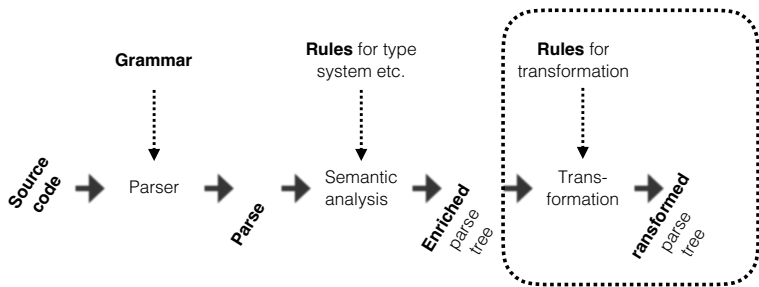 Grammar
Rules for type
system etc.
Rules for
transformation
Source
code
Parser
Parse
Semantic
analysis
Enriched
parse
tree
Trans-
formation
ransformed
parse
tree